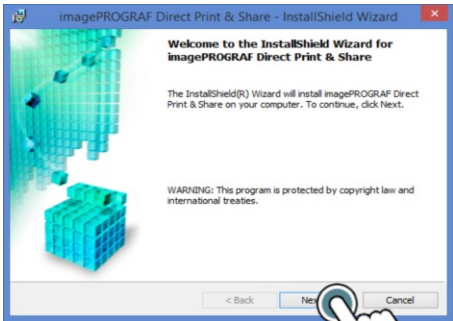 imagePROGRAF Direct Print & Share - InstallShield Wizard
Welcome to the InstallShield Wizard for
imagePROGRAF Direct Print & Share
The InstallShield(R) Wizard will install imagePROGRAF Direct
Print & Share on your computer. To continue, click Next.
WARNING: This program is protected by copyright law and
international treaties.
< Back
Nex
Cancel